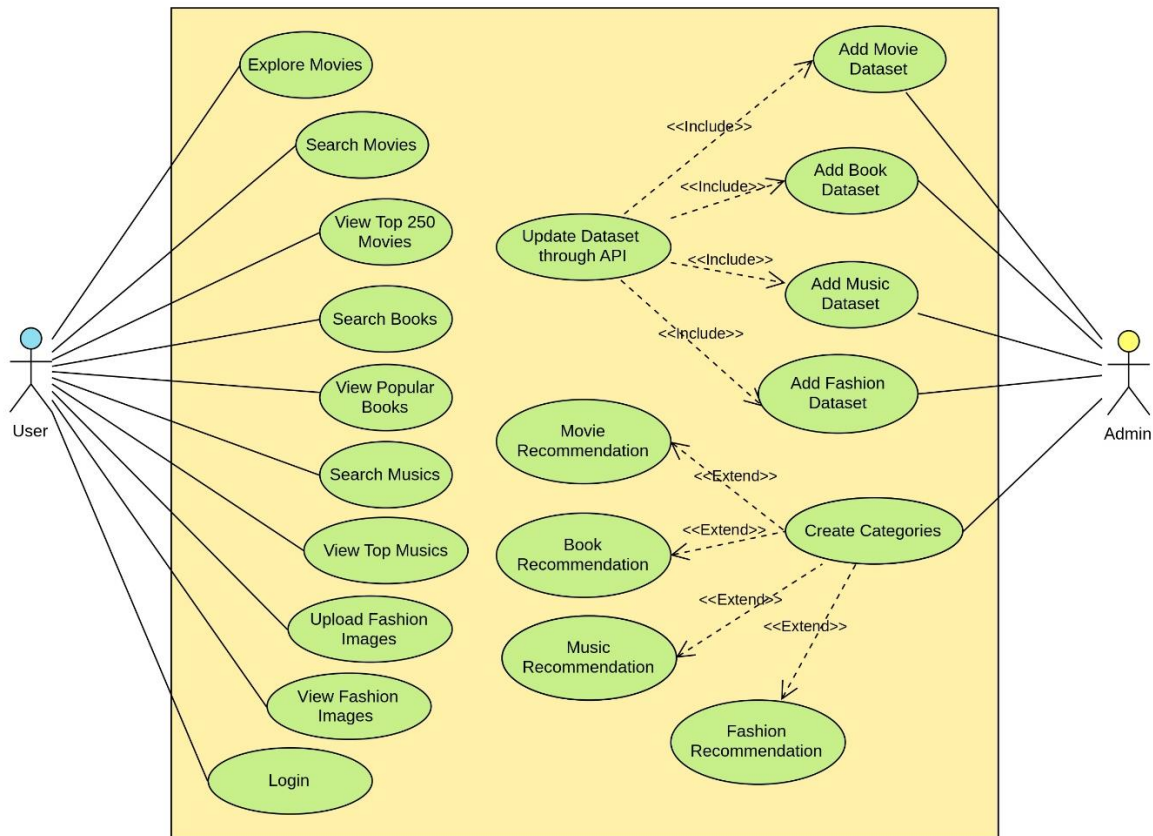 Explore Movies
Search Movies
View Top 250
Movies
Search Books
View Popular
Books
Search Musics
View Top Musics
Upload Fashion
Images
View Fashion
Images
Login
User
Update Dataset
through API
<<Include>>
<<Include>>
<<Include>>
<<Include>>
Add Movie
Dataset
Add Book
Dataset
Add Music
Dataset
Add Fashion
Dataset
Movie
Recommendation
Book
Recommendation
Music
Recommendation
Fashion
Recommendation
<<Extend>>
<<Extend>>
<<Extend>>
<<Extend>>
Create Categories
Admin